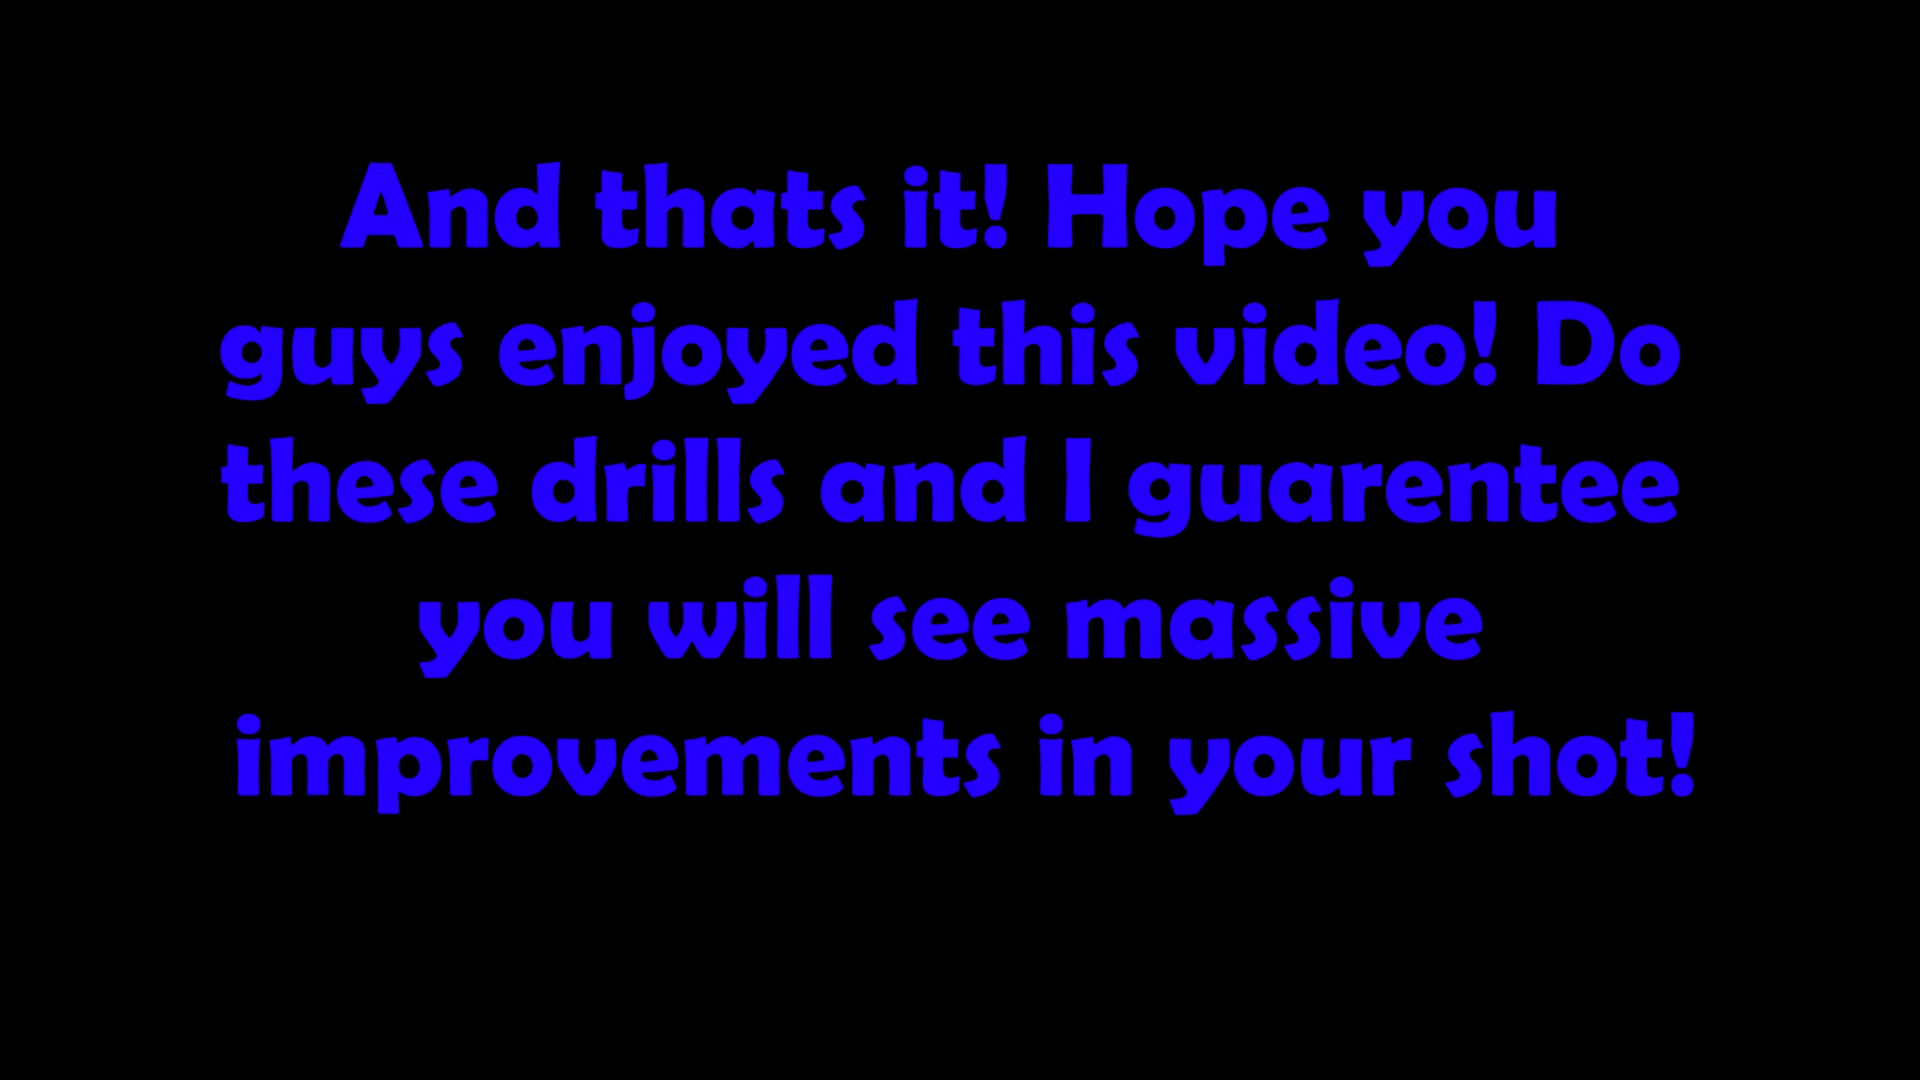 And thats it! Hope you
guys enjoyed this video! Do
these drills and I guarentee
you will see massive
improvements in your shot!